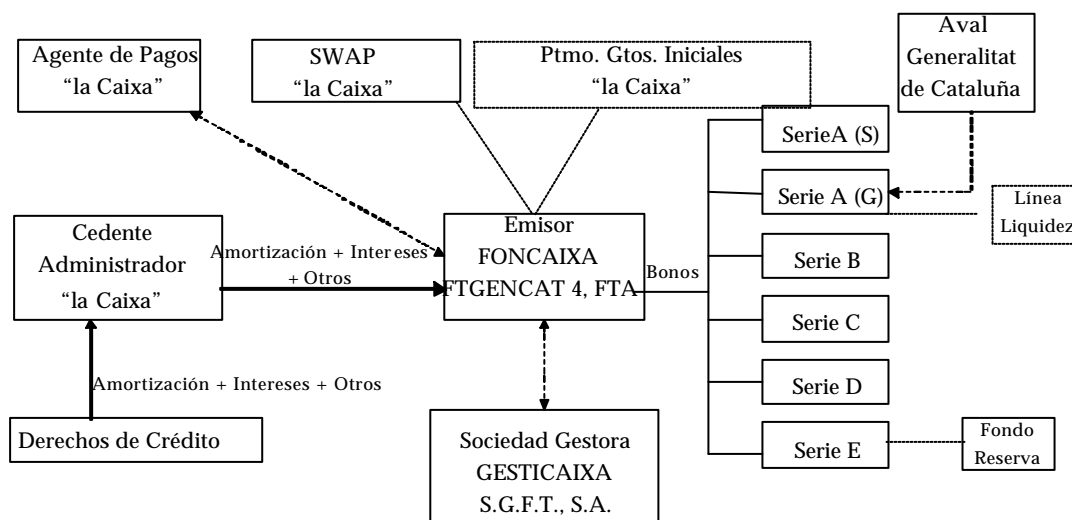 Agente de Pagos
“la Caixa”
SWAP
“la Caixa”
Ptmo. Gtos. Iniciales
“la Caixa”
Aval
Generalitat
de Cataluña
SerieA (S)
Serie A (G)
Línea
Liquidez
Cedente
Administrador
“la Caixa”
Amortización + Intereses
+ Otros
Emisor
FONCAIXA
FTGENCAT 4, FTA
Bonos
Serie B
Serie C
Serie D
Serie E
Fondo
Reserva
Amortización + Intereses + Otros
Derechos de Crédito
Sociedad Gestora
GESTICAIXA
S.G.F.T., S.A.